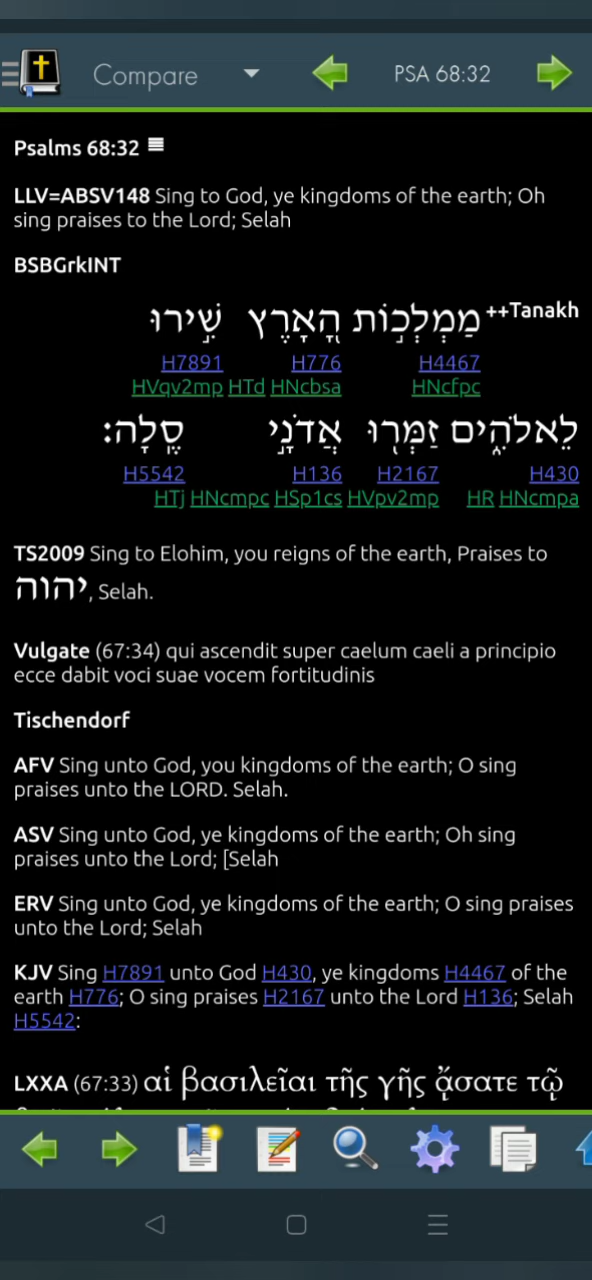 Compare PSA 68:32
Psalms 68:32
LLV=ABSV148 Sing to God, ye kingdoms of the earth; Oh
sing praises to the Lord; Selah
BSBGrkINT
++Tanakh מַמְלְכ֣וֹת הָ֭אָרֶץ שִׁ֣ירוּ
H7891 H776 H4467
HVqv2mp HTd HNcbsa HNcfpc
לֵאלֹהִ֑ים זַמְּר֖וּ אֲדֹנָ֣י סֶֽלָה׃
H5542 H136 H2167 H430
HTj HNcmpc HSp1cs HVpv2mp HR HNcmpa
TS2009 Sing to Elohim, you reigns of the earth, Praises to
יהוה, Selah.
Vulgate (67:34) qui ascendit super caelum caeli a principio
ecce dabit voci suae vocem fortitudinis
Tischendorf
AFV Sing unto God, you kingdoms of the earth; O sing
praises unto the LORD. Selah.
ASV Sing unto God, ye kingdoms of the earth; Oh sing
praises unto the Lord; [Selah
ERV Sing unto God, ye kingdoms of the earth; O sing praises
unto the Lord; Selah
KJV Sing H7891 unto God H430, ye kingdoms H4467 of the
earth H776; O sing praises H2167 unto the Lord H136; Selah
H5542:
LXXA (67:33) αἱ βασιλεῖαι τῆς γῆς ᾄσατε τῷ